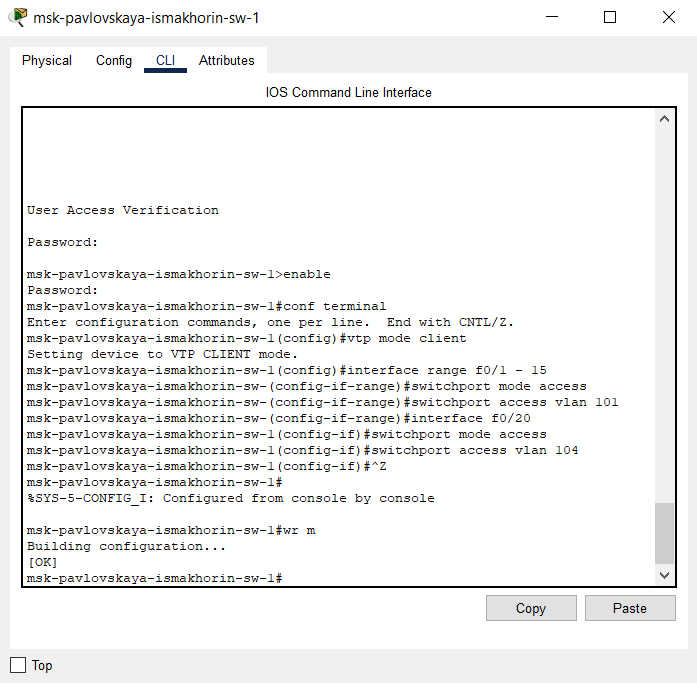 msk-pavlovskaya-ismakhorin-sw-1
Physical Config CLI Attributes
IOS Command Line Interface
User Access Verification
Password:
msk-pavlovskaya-ismakhorin-sw-1>enable
Password:
msk-pavlovskaya-ismakhorin-sw-1#conf terminal
Enter configuration commands, one per line.  End with CNTL/Z.
msk-pavlovskaya-ismakhorin-sw-1(config)#vtp mode client
Setting device to VTP CLIENT mode.
msk-pavlovskaya-ismakhorin-sw-1(config)#interface range f0/1 - 15
msk-pavlovskaya-ismakhorin-sw-(config-if-range)#switchport mode access
msk-pavlovskaya-ismakhorin-sw-(config-if-range)#switchport access vlan 101
msk-pavlovskaya-ismakhorin-sw-(config-if-range)#interface f0/20
msk-pavlovskaya-ismakhorin-sw-1(config-if)#switchport mode access
msk-pavlovskaya-ismakhorin-sw-1(config-if)#switchport access vlan 104
msk-pavlovskaya-ismakhorin-sw-1(config-if)#^Z
msk-pavlovskaya-ismakhorin-sw-1#
%SYS-5-CONFIG_I: Configured from console by console
msk-pavlovskaya-ismakhorin-sw-1#wr m
Building configuration...
[OK]
msk-pavlovskaya-ismakhorin-sw-1#
Copy Paste
Top